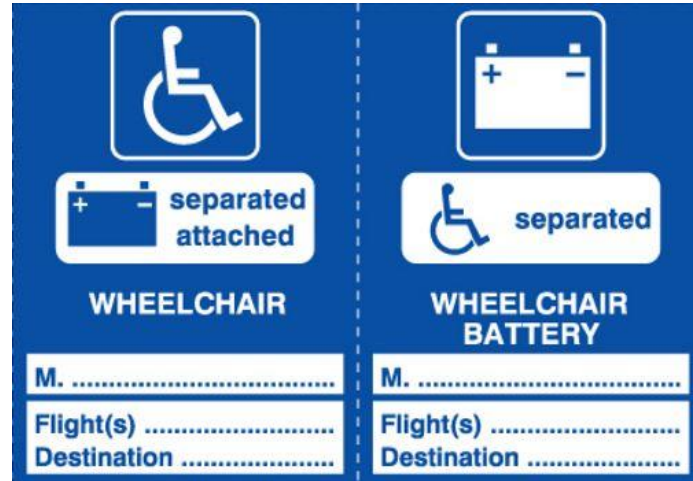 + −
separated
attached
WHEELCHAIR
M. ....................................
Flight(s) ..........................
Destination .....................
+ −
separated
WHEELCHAIR
BATTERY
M. ....................................
Flight(s) ..........................
Destination .....................